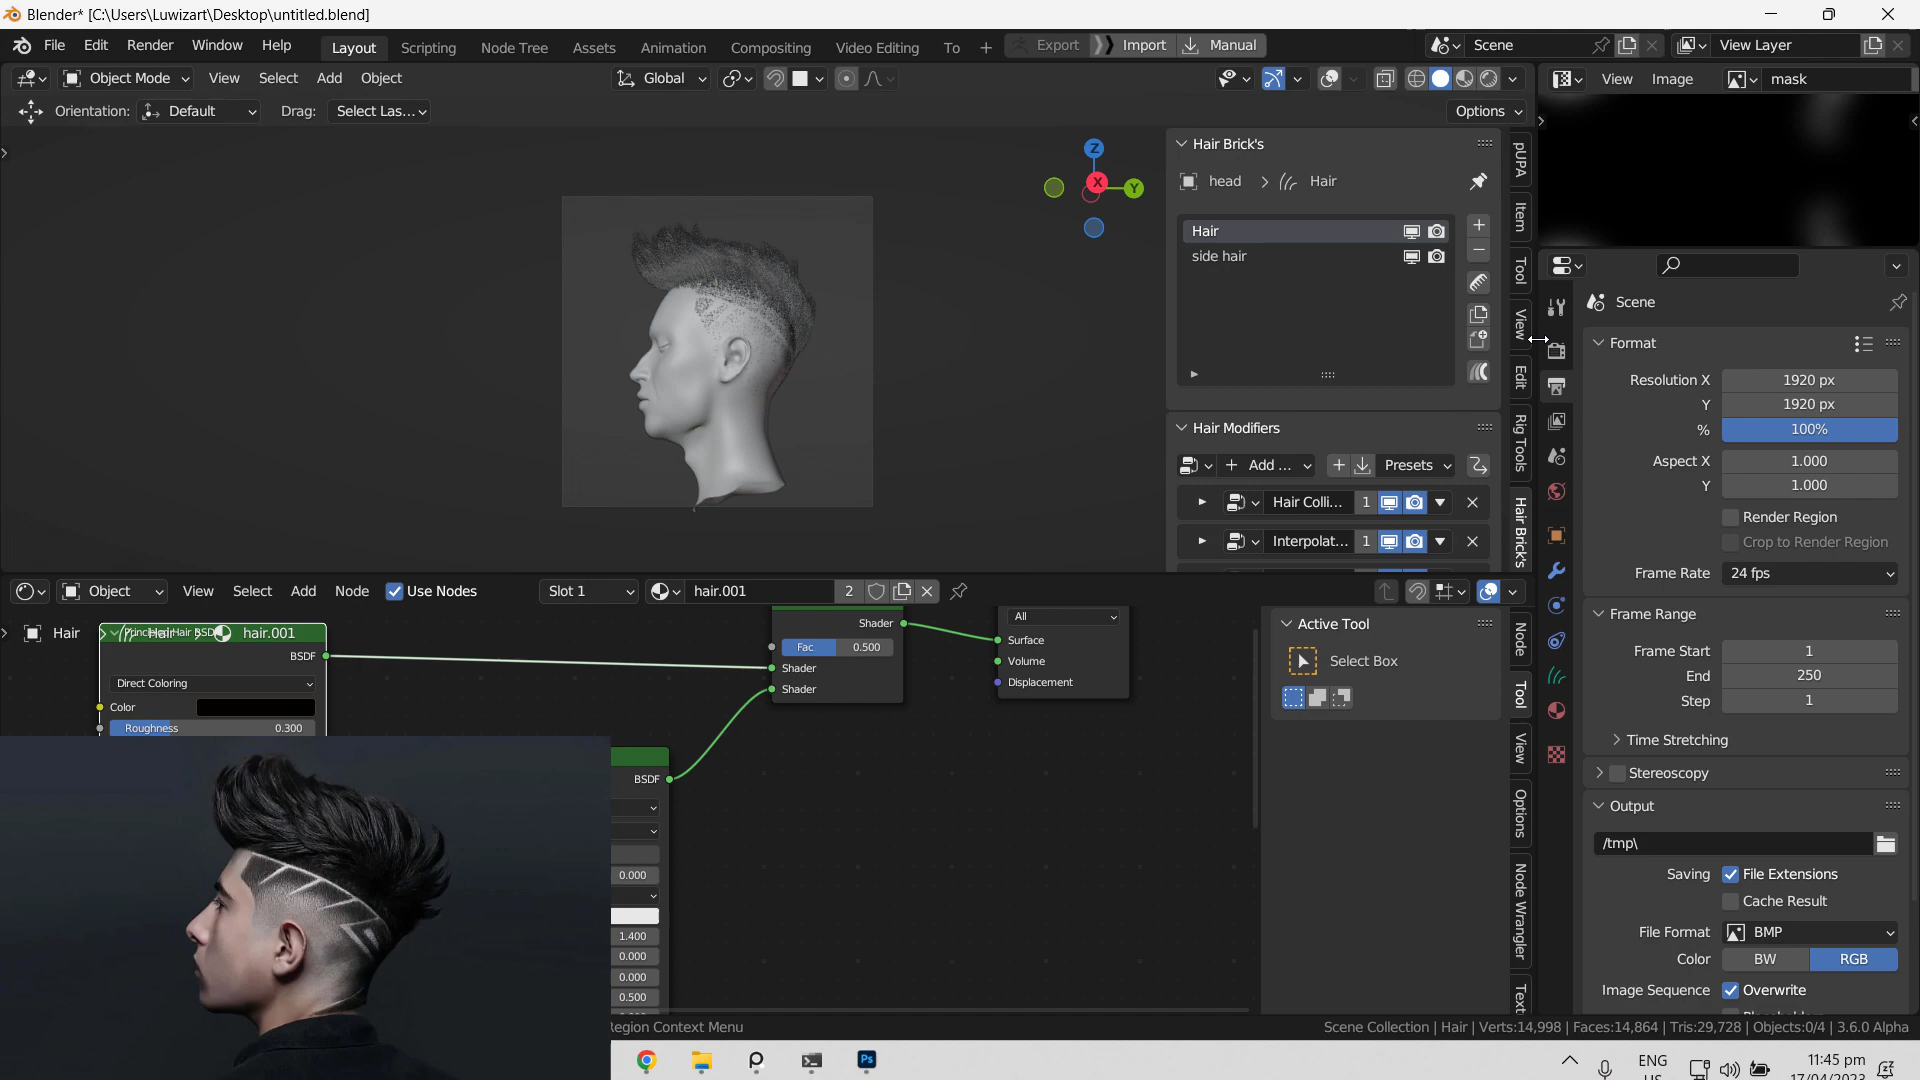 Blender* [C:\Users\Luwizart\Desktop\untitled.blend]
File Edit Render Window Help Layout Scripting Node Tree Assets Animation Compositing Video Editing To + Export Import Manual Scene View Layer
Object Mode View Select Add Object Global View Image mask
Orientation: Default Drag: Select Las... Options
Hair Brick's
head > Hair
Hair
side hair
Hair Modifiers
+ Add ... Presets
Hair Colli... 1
Interpolat... 1
pUPA
Item
Tool
View
Edit
Rig Tools
Hair Brick's
Scene
Format
Resolution X 1920 px
Y 1920 px
% 100%
Aspect X 1.000
Y 1.000
Render Region
Crop to Render Region
Frame Rate 24 fps
Frame Range
Frame Start 1
End 250
Step 1
Time Stretching
Stereoscopy
Output
/tmp\
Saving File Extensions
Cache Result
File Format BMP
Color BW RGB
Image Sequence Overwrite
Object View Select Add Node Use Nodes Slot 1 hair.001 2
Hair Hair hair.001
BSDF
Direct Coloring
Color
Roughness 0.300
Shader
Fac 0.500
Shader
Shader
All
Surface
Volume
Displacement
BSDF
0.000
1.400
0.000
0.000
0.500
Active Tool
Select Box
Node
Tool
View
Options
Node Wrangler
Text
Region Context Menu
Scene Collection | Hair | Verts:14,998 | Faces:14,864 | Tris:29,728 | Objects:0/4 | 3.6.0 Alpha
Ps
ENG
US
11:45 pm
17/04/2023
X
Y
Z